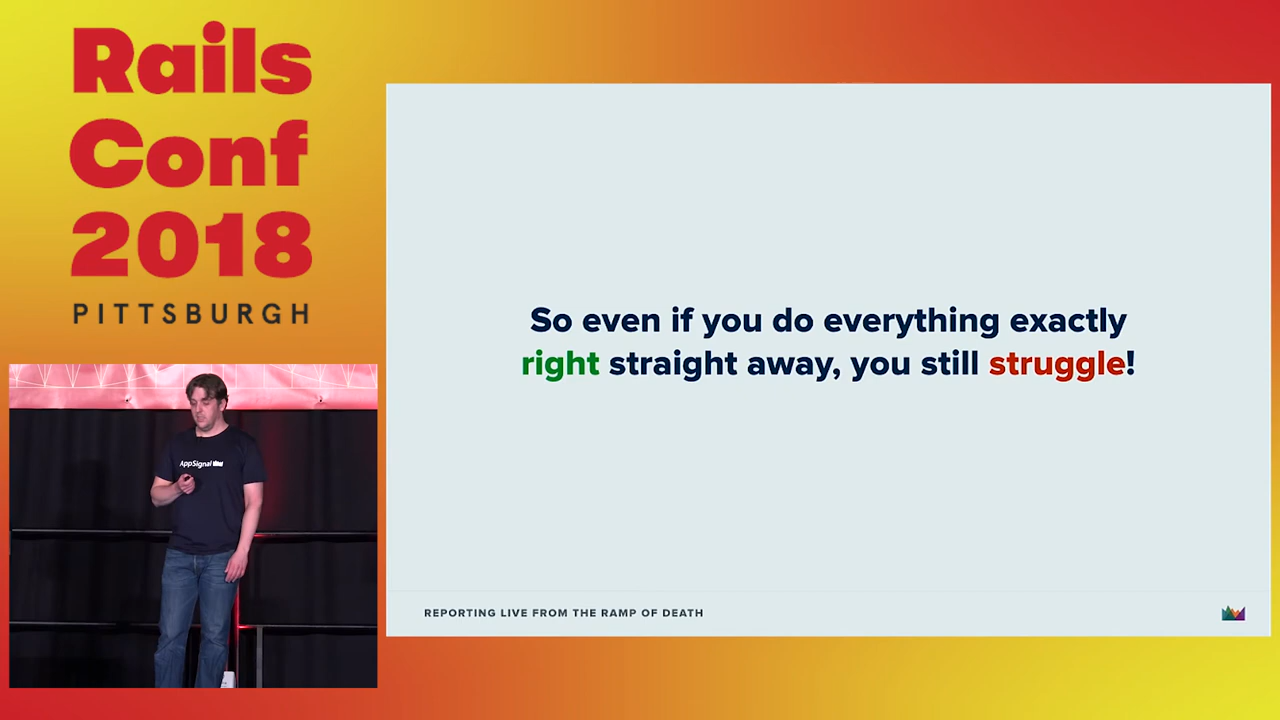 Rails
Conf
2018
PITTSBURGH
AppSignal
So even if you do everything exactly
right straight away, you still struggle!
REPORTING LIVE FROM THE RAMP OF DEATH